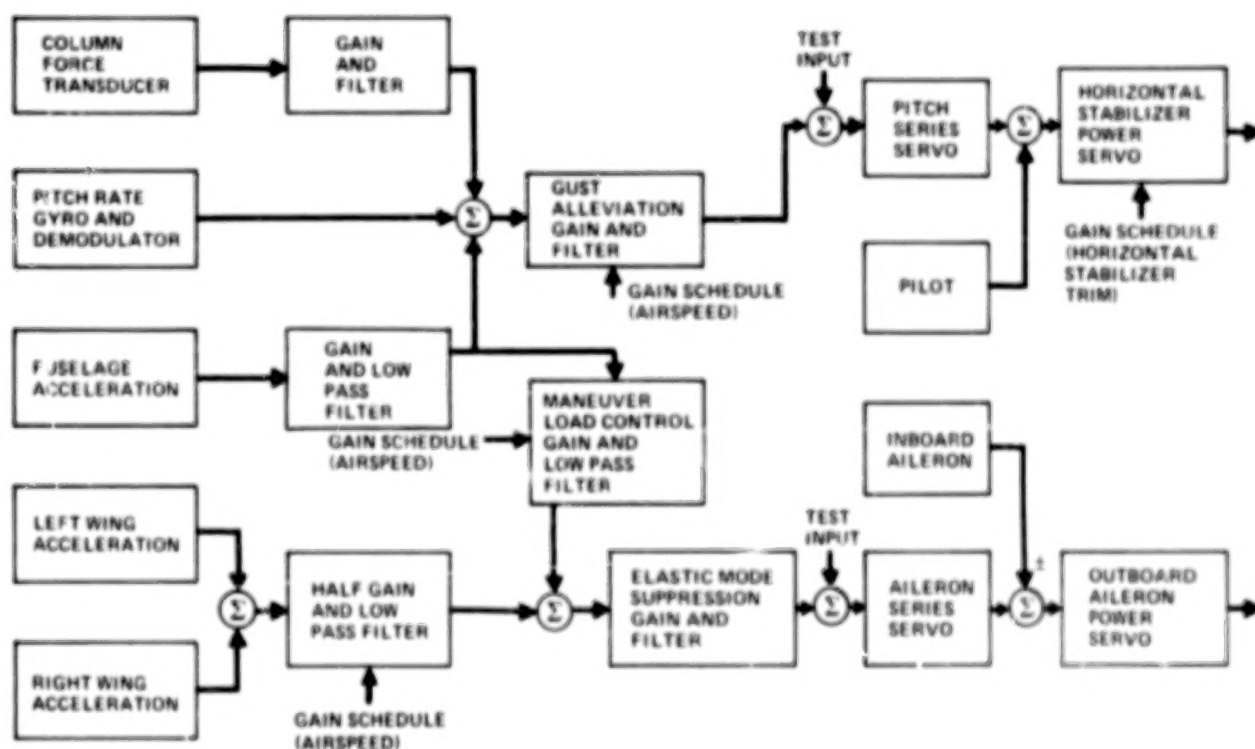 COLUMN
FORCE
TRANSDUCER
GAIN
AND
FILTER
TEST
INPUT
Σ
PITCH
SERIES
SERVO
Σ
HORIZONTAL
STABILIZER
POWER
SERVO
PITCH RATE
GYRO AND
DEMODULATOR
Σ
GUST
ALLEVIATION
GAIN AND
FILTER
GAIN SCHEDULE
(AIRSPEED)
PILOT
GAIN SCHEDULE
(HORIZONTAL
STABILIZER
TRIM)
FUSELAGE
ACCELERATION
GAIN
AND LOW
PASS
FILTER
GAIN SCHEDULE
(AIRSPEED)
MANEUVER
LOAD CONTROL
GAIN AND
LOW PASS
FILTER
INBOARD
AILERON
LEFT WING
ACCELERATION
Σ
RIGHT WING
ACCELERATION
HALF GAIN
AND LOW
PASS FILTER
GAIN SCHEDULE
(AIRSPEED)
Σ
ELASTIC MODE
SUPPRESSION
GAIN AND
FILTER
TEST
INPUT
Σ
AILERON
SERIES
SERVO
±
Σ
OUTBOARD
AILERON
POWER
SERVO